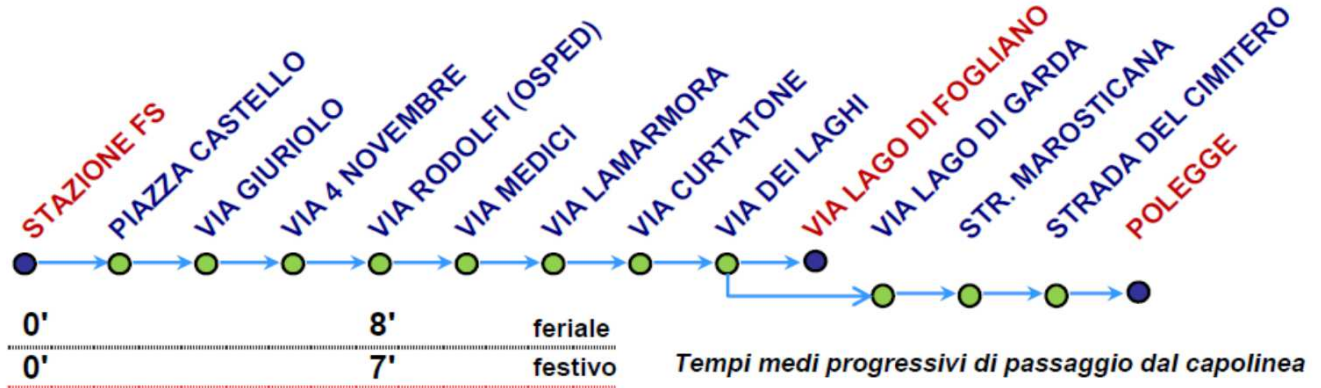 STAZIONE FS
PIAZZA CASTELLO
VIA GIURIOLO
VIA 4 NOVEMBRE
VIA RODOLFI (OSPED)
VIA MEDICI
VIA LAMARMORA
VIA CURTATONE
VIA DEI LAGHI
VIA LAGO DI FOGLIANO
VIA LAGO DI GARDA
STR. MAROSTICANA
STRADA DEL CIMITERO
POLEGGE
0' 8' feriale
0' 7' festivo
Tempi medi progressivi di passaggio dal capolinea